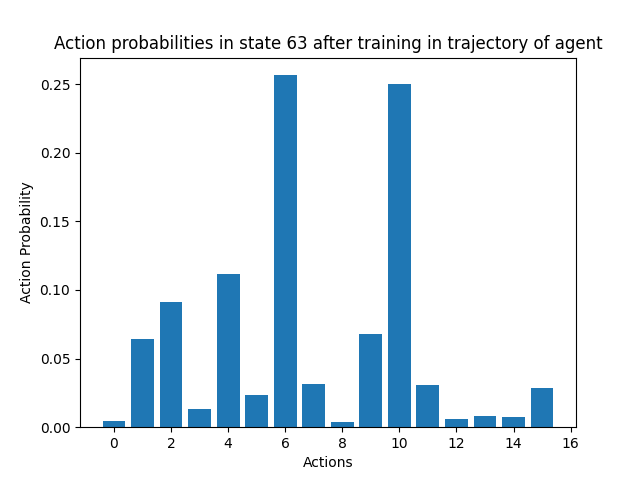 Action probabilities in state 63 after training in trajectory of agent
Action Probability
0.25
0.20
0.15
0.10
0.05
0.00
0 2 4 6 8 10 12 14 16
Actions